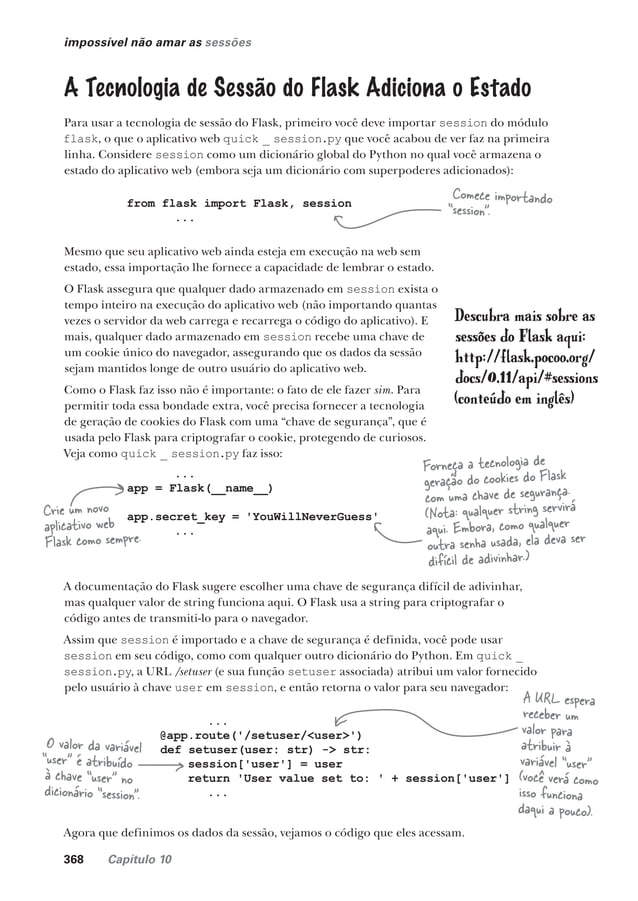 impossível não amar as sessões
A Tecnologia de Sessão do Flask Adiciona o Estado
Para usar a tecnologia de sessão do Flask, primeiro você deve importar session do módulo
flask, o que o aplicativo web quick _ session.py que você acabou de ver faz na primeira
linha. Considere session como um dicionário global do Python no qual você armazena o
estado do aplicativo web (embora seja um dicionário com superpoderes adicionados):
from flask import Flask, session
...
Comece importando
"session".
Mesmo que seu aplicativo web ainda esteja em execução na web sem
estado, essa importação lhe fornece a capacidade de lembrar o estado.
O Flask assegura que qualquer dado armazenado em session exista o
tempo inteiro na execução do aplicativo web (não importando quantas
vezes o servidor da web carrega e recarrega o código do aplicativo). E
mais, qualquer dado armazenado em session recebe uma chave de
um cookie único do navegador, assegurando que os dados da sessão
sejam mantidos longe de outro usuário do aplicativo web.
Descubra mais sobre as
sessões do Flask aqui:
http://flask.pocoo.org/
docs/0.11/api/#sessions
(conteúdo em inglês)
Como o Flask faz isso não é importante: o fato de ele fazer sim. Para
permitir toda essa bondade extra, você precisa fornecer a tecnologia
de geração de cookies do Flask com uma “chave de segurança”, que é
usada pelo Flask para criptografar o cookie, protegendo de curiosos.
Veja como quick _ session.py faz isso:
...
app = Flask(__name__)
app.secret_key = 'YouWillNeverGuess'
...
Crie um novo
aplicativo web
Flask como sempre.
Forneça a tecnologia de
geração do cookies do Flask
com uma chave de segurança.
(Nota: qualquer string servirá
aqui. Embora, como qualquer
outra senha usada, ela deva ser
difícil de adivinhar.)
A documentação do Flask sugere escolher uma chave de segurança difícil de adivinhar,
mas qualquer valor de string funciona aqui. O Flask usa a string para criptografar o
código antes de transmiti-lo para o navegador.
Assim que session é importado e a chave de segurança é definida, você pode usar
session em seu código, como com qualquer outro dicionário do Python. Em quick _
session.py, a URL /setuser (e sua função setuser associada) atribui um valor fornecido
pelo usuário à chave user em session, e então retorna o valor para seu navegador:
...
@app.route('/setuser/<user>')
def setuser(user: str) -> str:
session['user'] = user
return 'User value set to: ' + session['user']
...
O valor da variável
"user" é atribuído
à chave "user" no
dicionário "session".
A URL espera
receber um
valor para
atribuir à
variável "user"
(você verá como
isso funciona
daqui a pouco).
Agora que definimos os dados da sessão, vejamos o código que eles acessam.
368 Capítulo 10